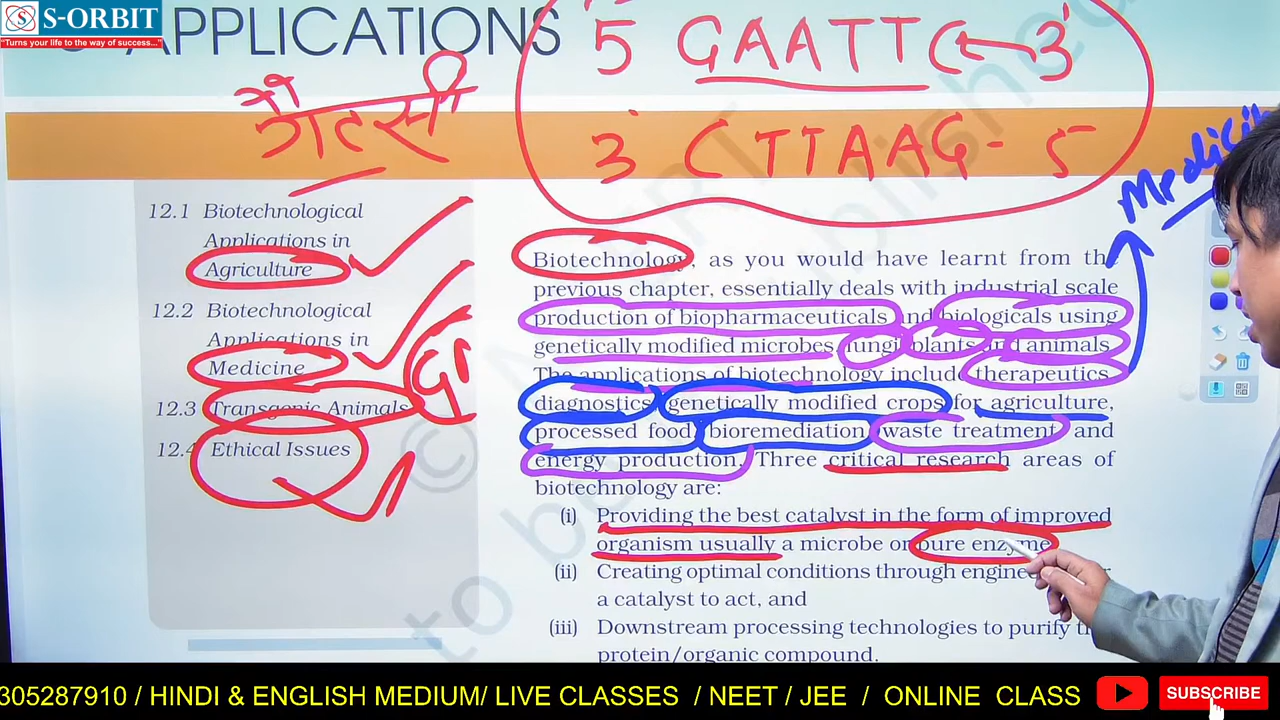 S-ORBIT
"Turns your life to the way of success..."
APPLICATIONS
5 GAATTC 3'
3 CTTAAG- 5
गैटसी
Medicin
12.1 Biotechnological
Applications in
Agriculture
12.2 Biotechnological
Applications in
Medicine
12.3 Transgenic Animals
12.4 Ethical Issues
Biotechnology, as you would have learnt from the
previous chapter, essentially deals with industrial scale
production of biopharmaceuticals and biologicals using
genetically modified microbes fungi plants and animals
The applications of biotechnology include therapeutics
diagnostics genetically modified crops for agriculture,
processed food bioremediation waste treatment and
energy production. Three critical research areas of
biotechnology are:
(i) Providing the best catalyst in the form of improved
organism usually a microbe or pure enzyme
(ii) Creating optimal conditions through
a catalyst to act, and
(iii) Downstream processing technologies to purify
protein/organic compound.
305287910 / HINDI & ENGLISH MEDIUM/ LIVE CLASSES / NEET / JEE / ONLINE CLASS
SUBSCRIBE